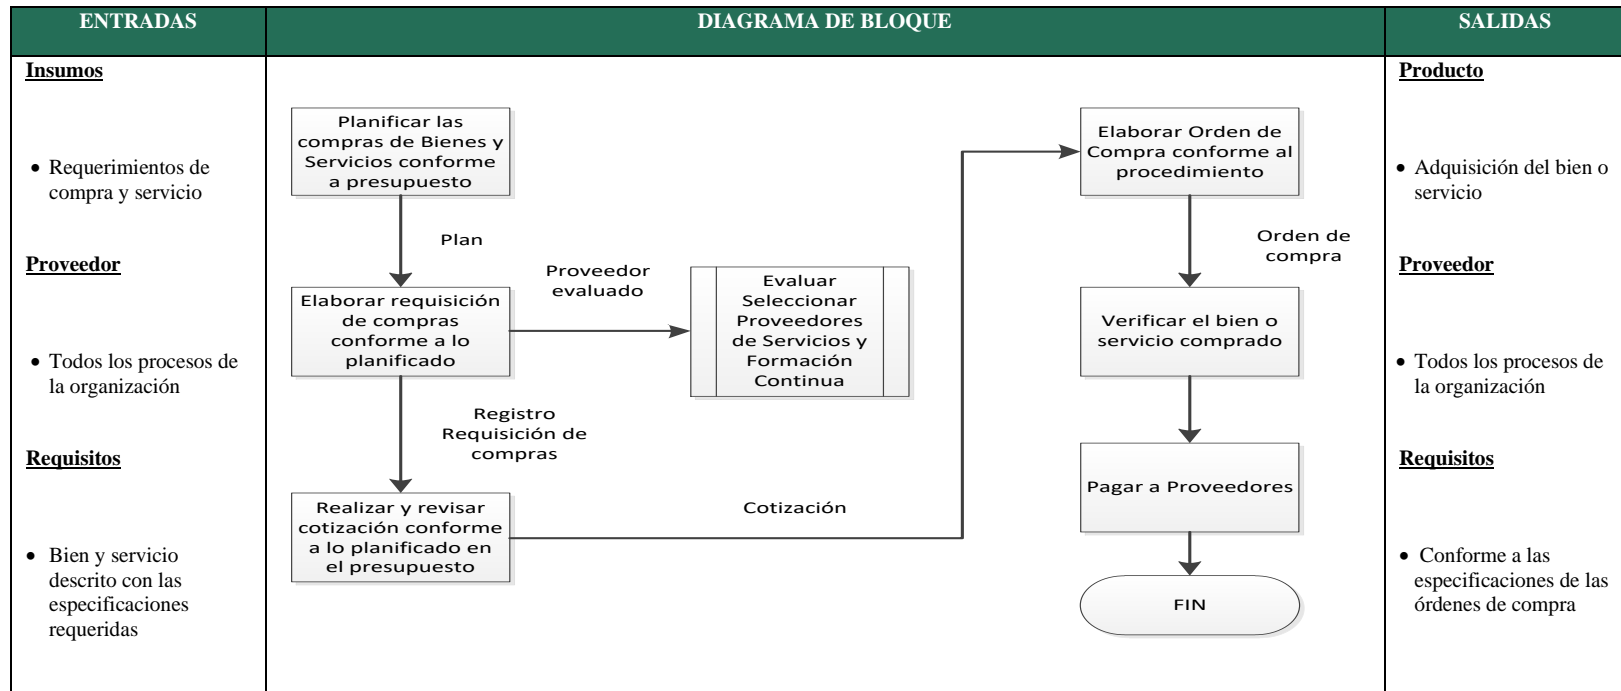 ENTRADAS
DIAGRAMA DE BLOQUE
SALIDAS
Insumos
• Requerimientos de
compra y servicio
Proveedor
• Todos los procesos de
la organización
Requisitos
• Bien y servicio
descrito con las
especificaciones
requeridas
Planificar las
compras de Bienes y
Servicios conforme
a presupuesto
Plan
Elaborar requisición
de compras
conforme a lo
planificado
Proveedor
evaluado
Evaluar
Seleccionar
Proveedores
de Servicios y
Formación
Continua
Registro
Requisición de
compras
Realizar y revisar
cotización conforme
a lo planificado en
el presupuesto
Cotización
Elaborar Orden de
Compra conforme al
procedimiento
Orden de
compra
Verificar el bien o
servicio comprado
Pagar a Proveedores
FIN
Producto
• Adquisición del bien o
servicio
Proveedor
• Todos los procesos de
la organización
Requisitos
• Conforme a las
especificaciones de las
órdenes de compra